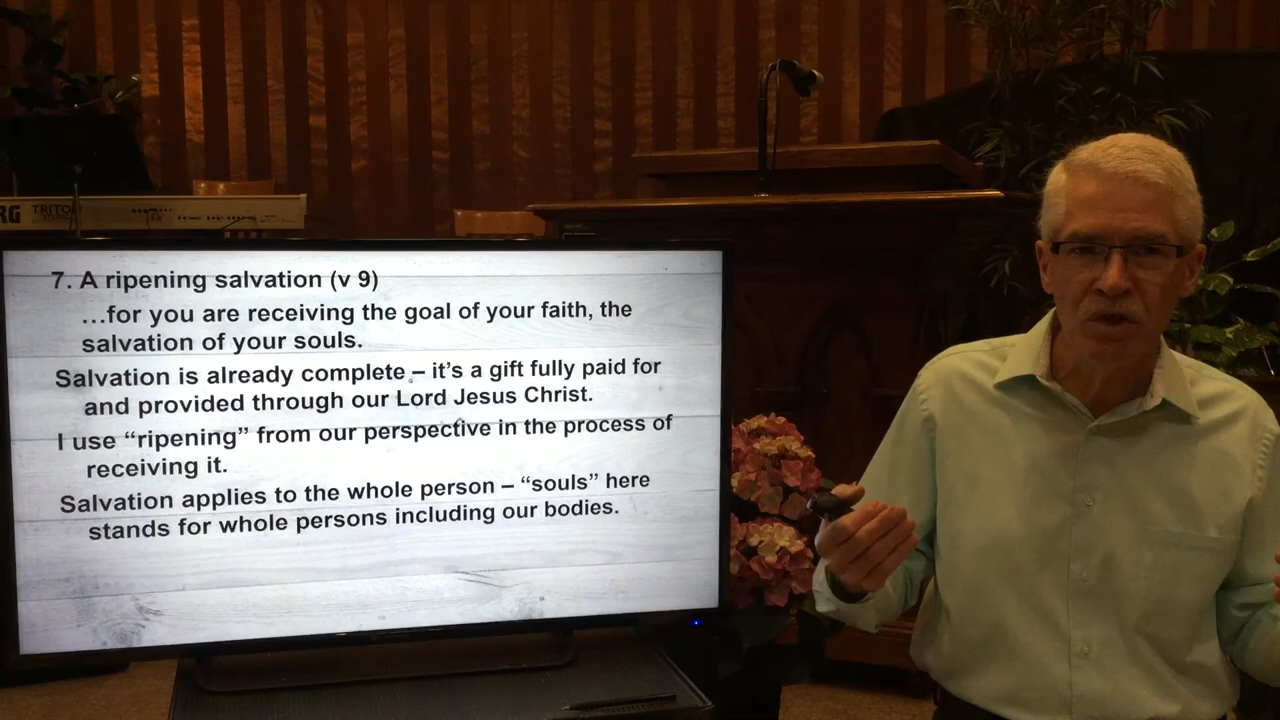 RG TRITON
7. A ripening salvation (v 9)
…for you are receiving the goal of your faith, the
salvation of your souls.
Salvation is already complete – it’s a gift fully paid for
and provided through our Lord Jesus Christ.
I use “ripening” from our perspective in the process of
receiving it.
Salvation applies to the whole person – “souls” here
stands for whole persons including our bodies.